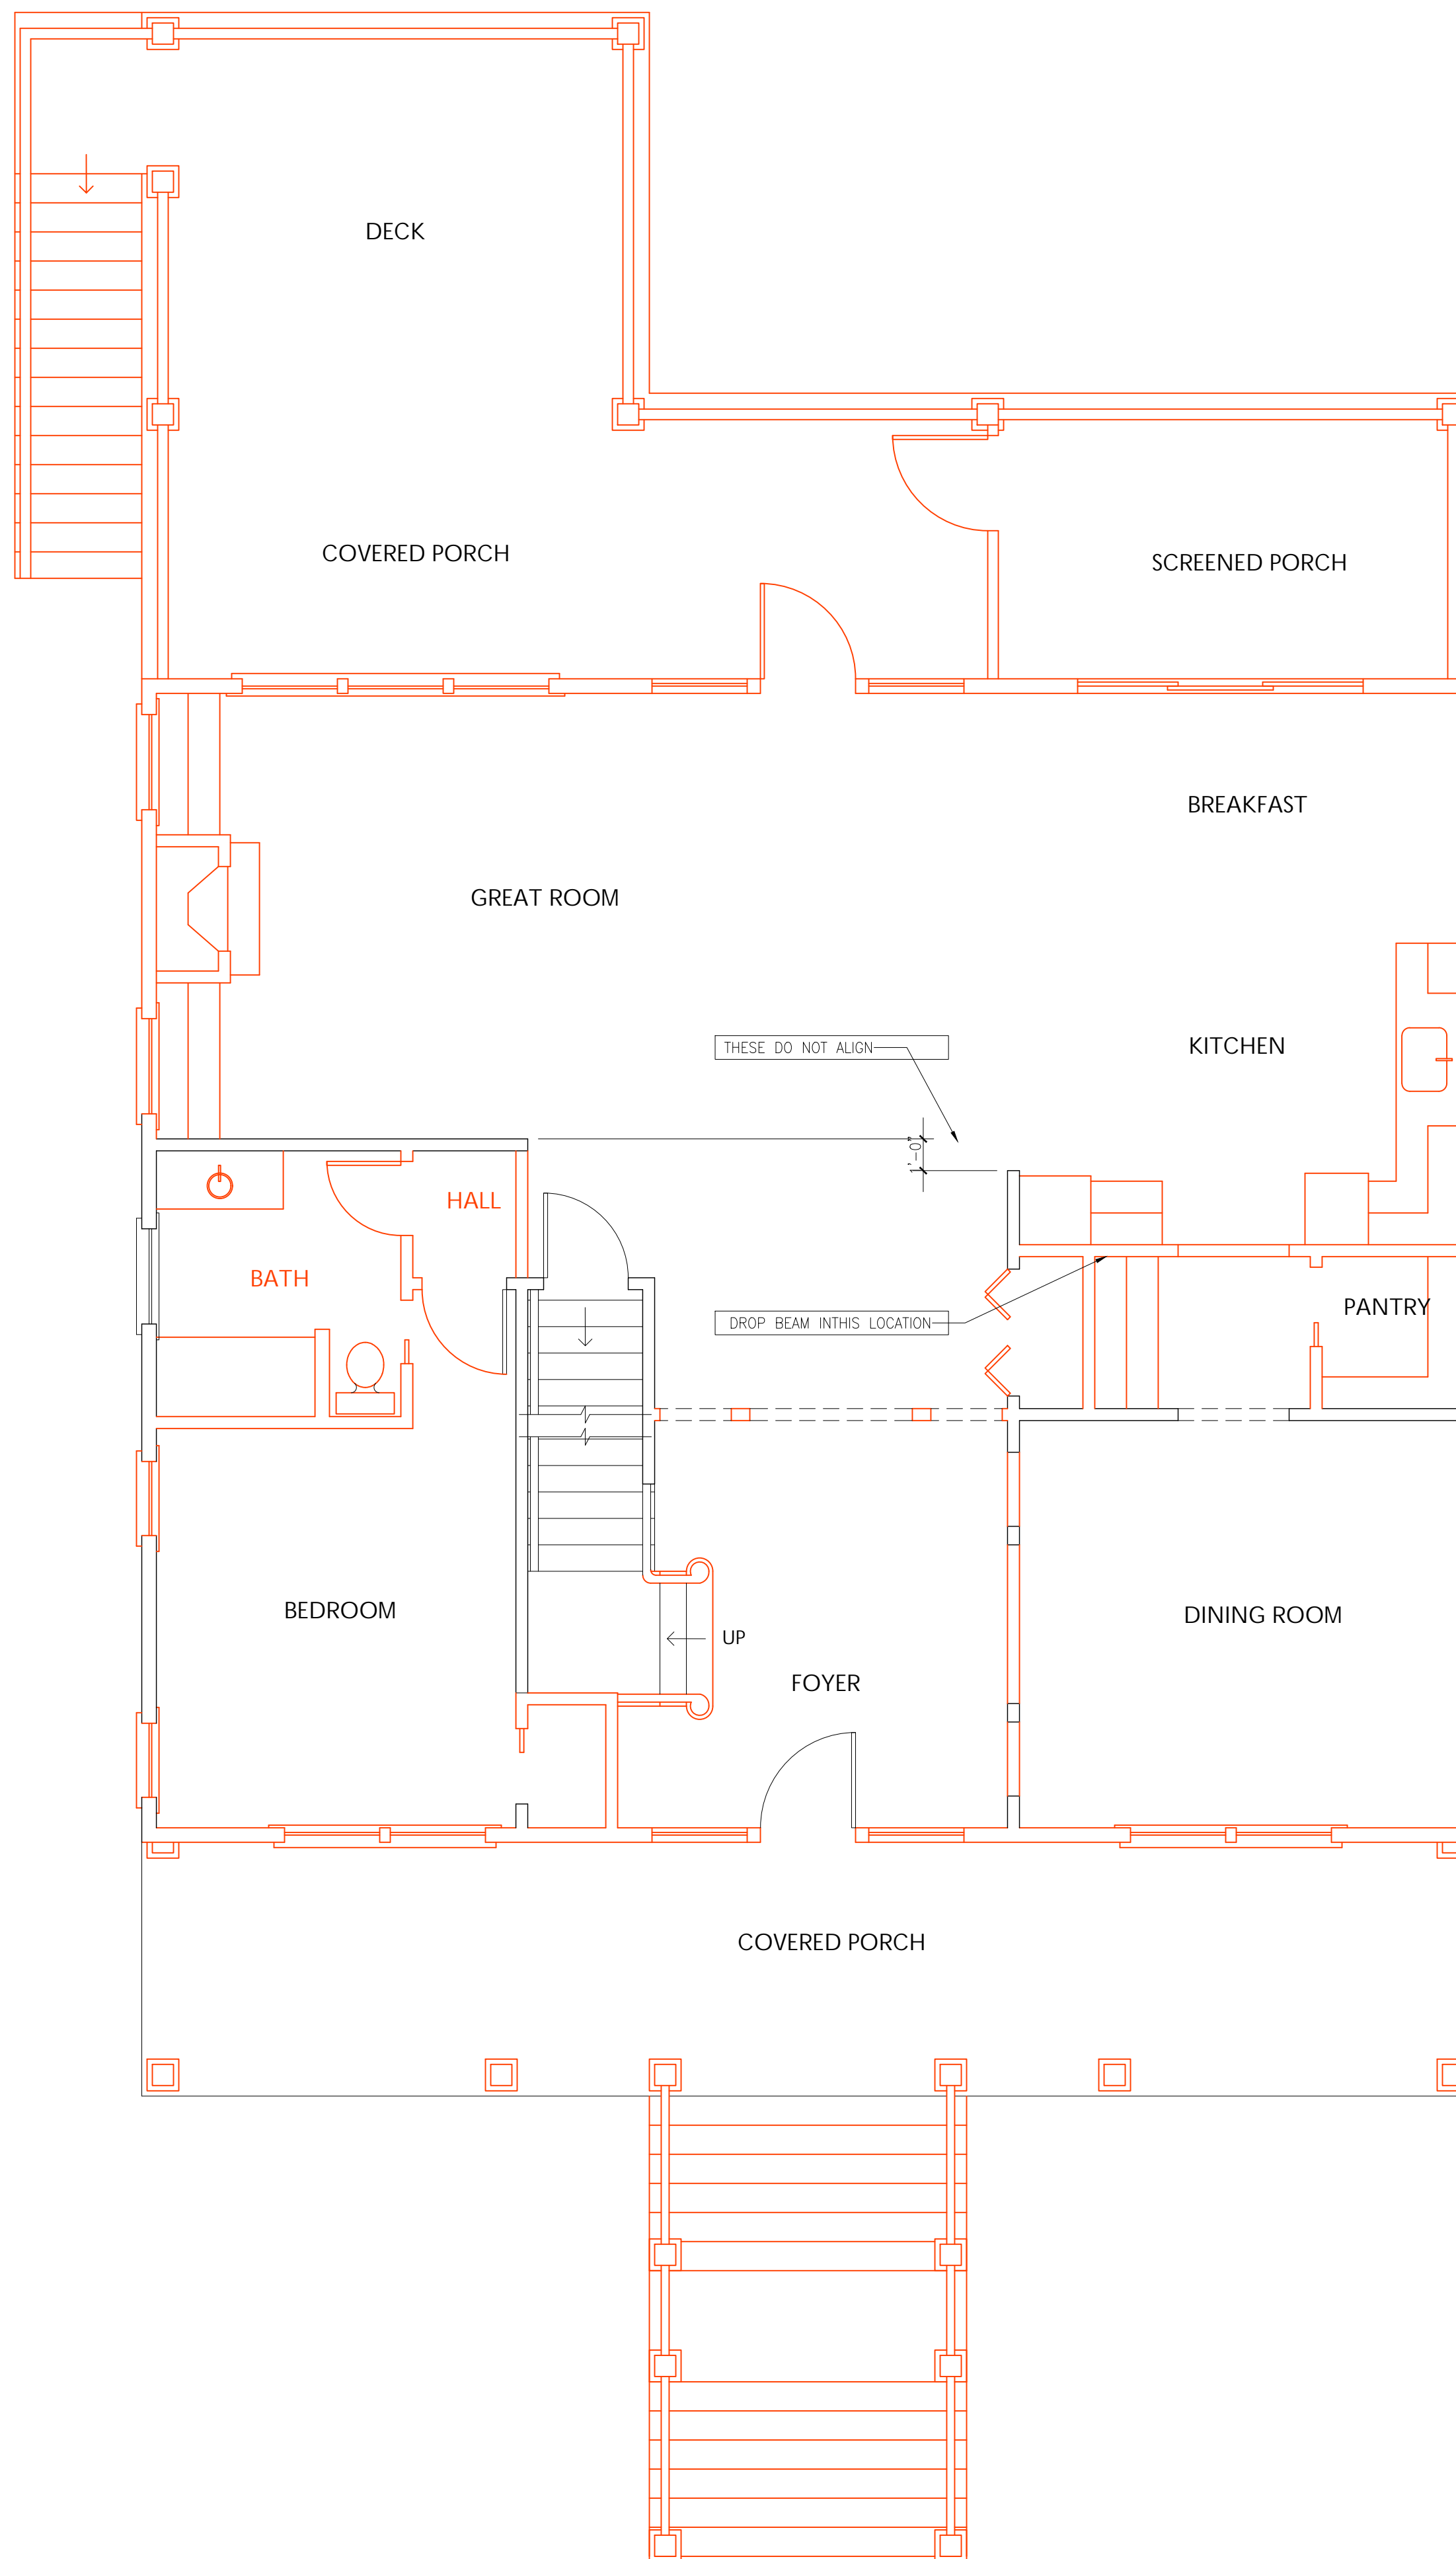 DECK
COVERED PORCH
SCREENED PORCH
BREAKFAST
GREAT ROOM
THESE DO NOT ALIGN
KITCHEN
1'-0"
HALL
BATH
PANTRY
DROP BEAM INTHIS LOCATION
BEDROOM
DINING ROOM
UP
FOYER
COVERED PORCH